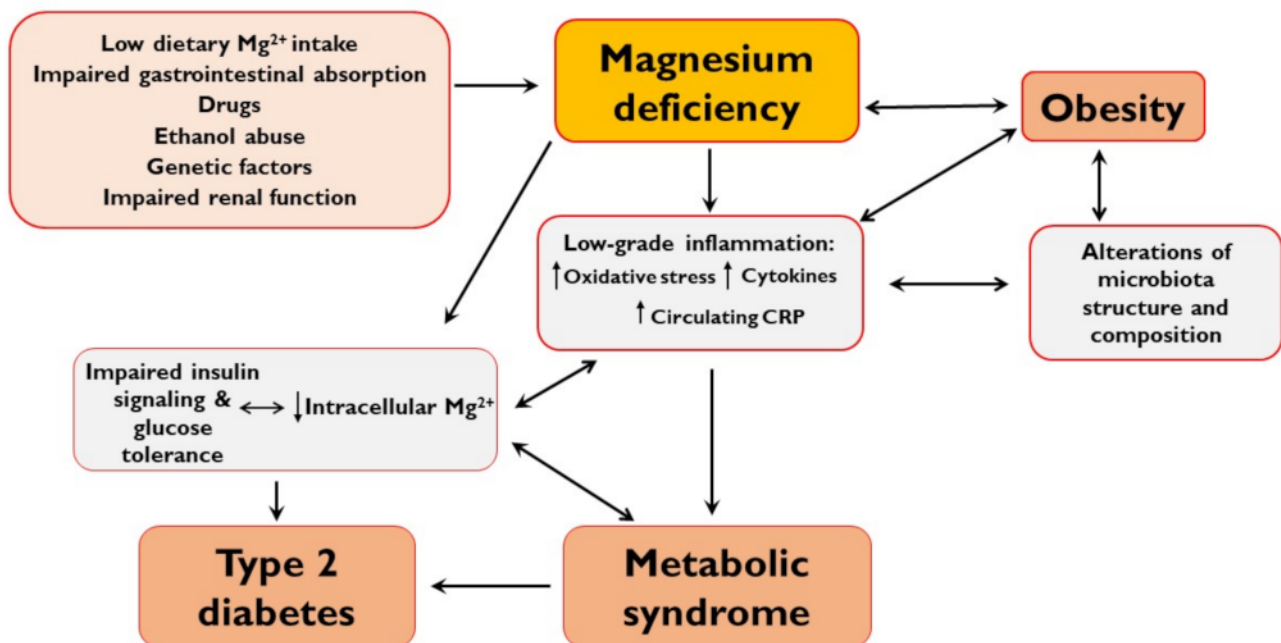 Low dietary Mg²⁺ intake
Impaired gastrointestinal absorption
Drugs
Ethanol abuse
Genetic factors
Impaired renal function
Magnesium
deficiency
Obesity
Low-grade inflammation:
↑Oxidative stress ↑ Cytokines
↑ Circulating CRP
Alterations of
microbiota
structure and
composition
Impaired insulin
signaling &
glucose
tolerance
↔ ↓Intracellular Mg²⁺
Type 2
diabetes
Metabolic
syndrome